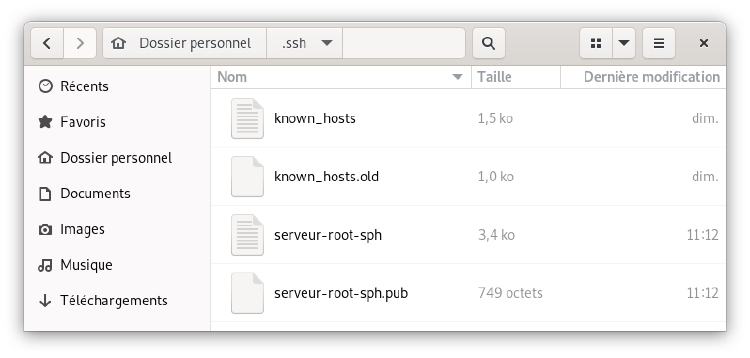 Dossier personnel .ssh
Nom Taille Dernière modification
Récents
Favoris
Dossier personnel
Documents
Images
Musique
Téléchargements
known_hosts 1,5 ko dim.
known_hosts.old 1,0 ko dim.
serveur-root-sph 3,4 ko 11:12
serveur-root-sph.pub 749 octets 11:12